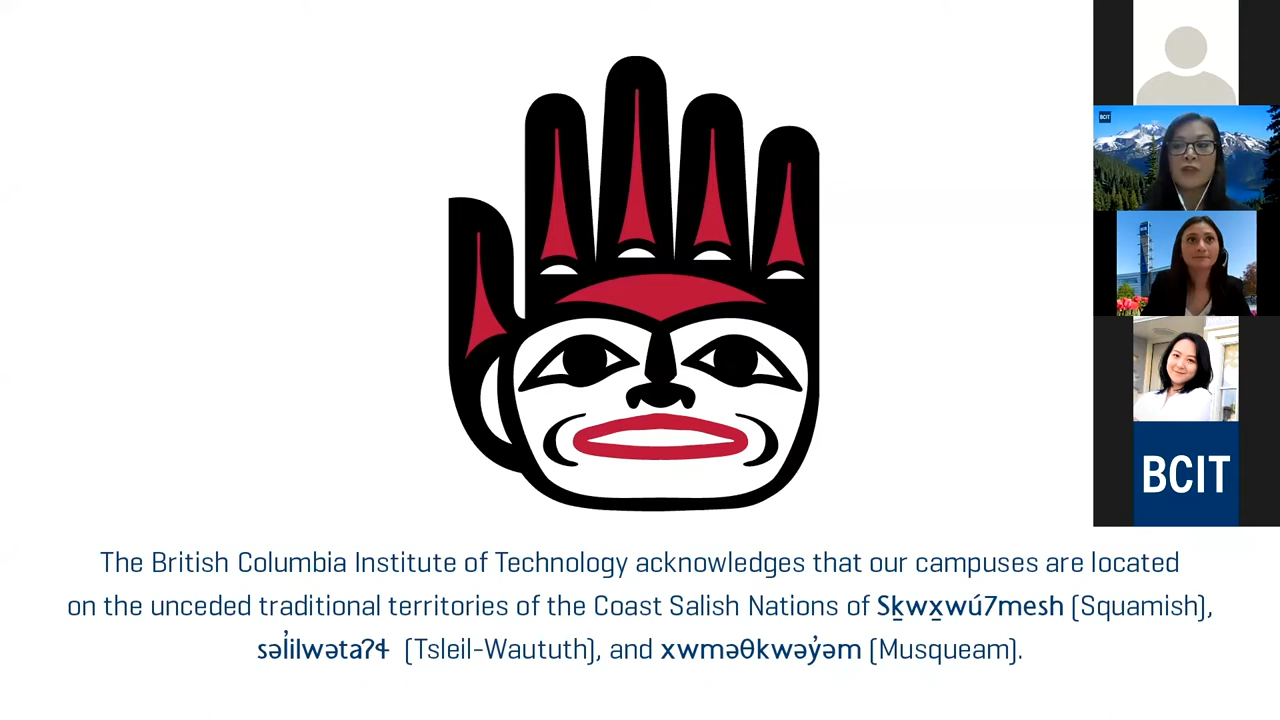 BCIT
BCIT
The British Columbia Institute of Technology acknowledges that our campuses are located
on the unceded traditional territories of the Coast Salish Nations of Sḵwx̱wú7mesh (Squamish),
səl̓ilwətaʔɬ (Tsleil-Waututh), and xwməθkwəy̓əm (Musqueam).